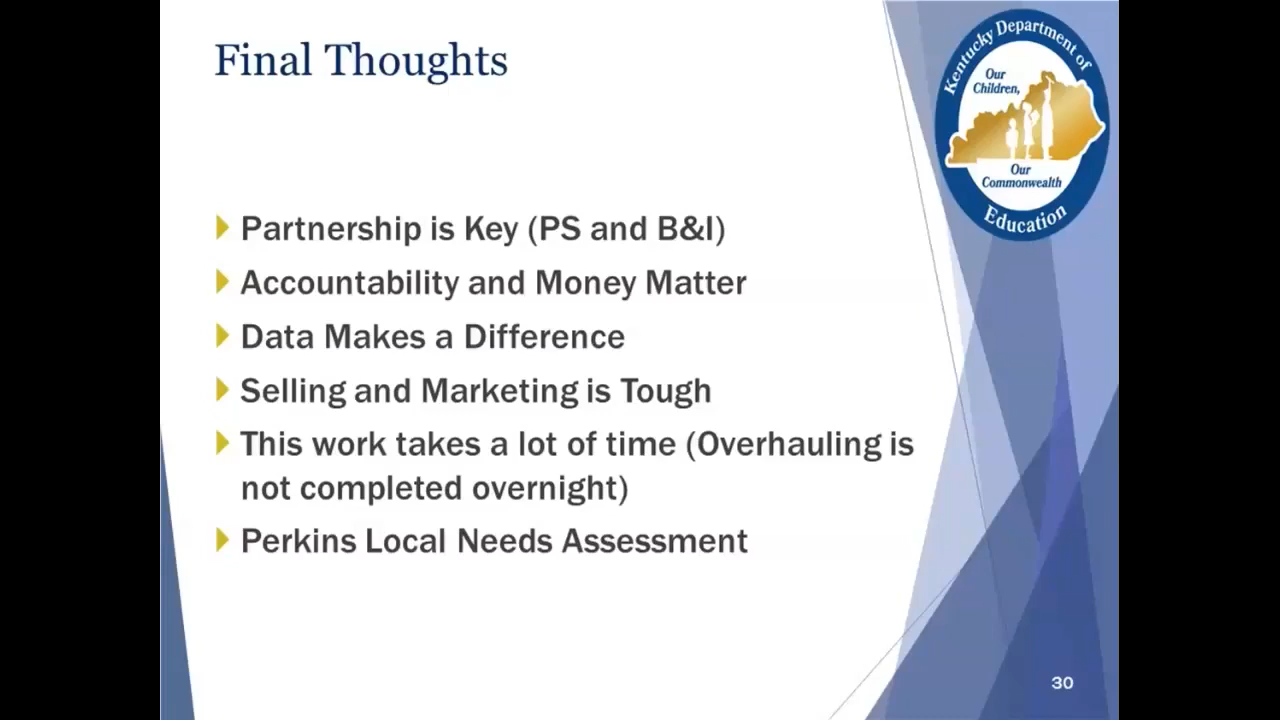 Final Thoughts
Kentucky Department of
Our
Children,
Our
Commonwealth
Education
Partnership is Key (PS and B&I)
Accountability and Money Matter
Data Makes a Difference
Selling and Marketing is Tough
This work takes a lot of time (Overhauling is
not completed overnight)
Perkins Local Needs Assessment
30